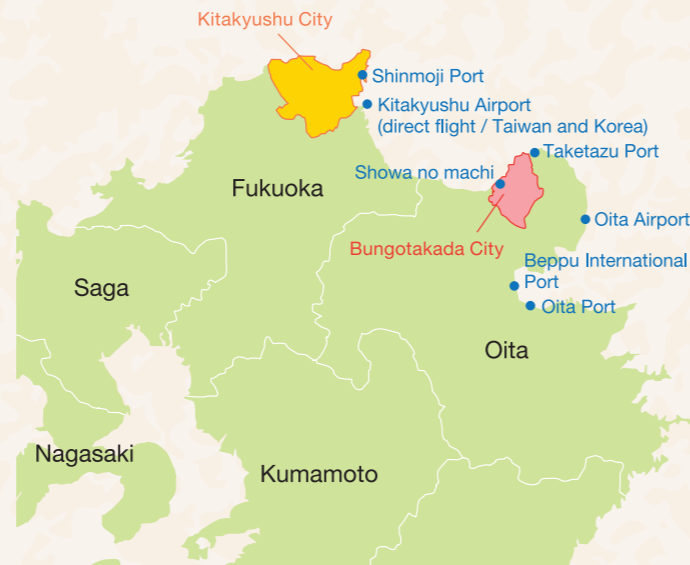 Kitakyushu City
Shinmoji Port
Kitakyushu Airport
(direct flight / Taiwan and Korea)
Taketazu Port
Showa no machi
Fukuoka
Oita Airport
Bungotakada City
Beppu International
Port
Saga
Oita Port
Oita
Nagasaki
Kumamoto